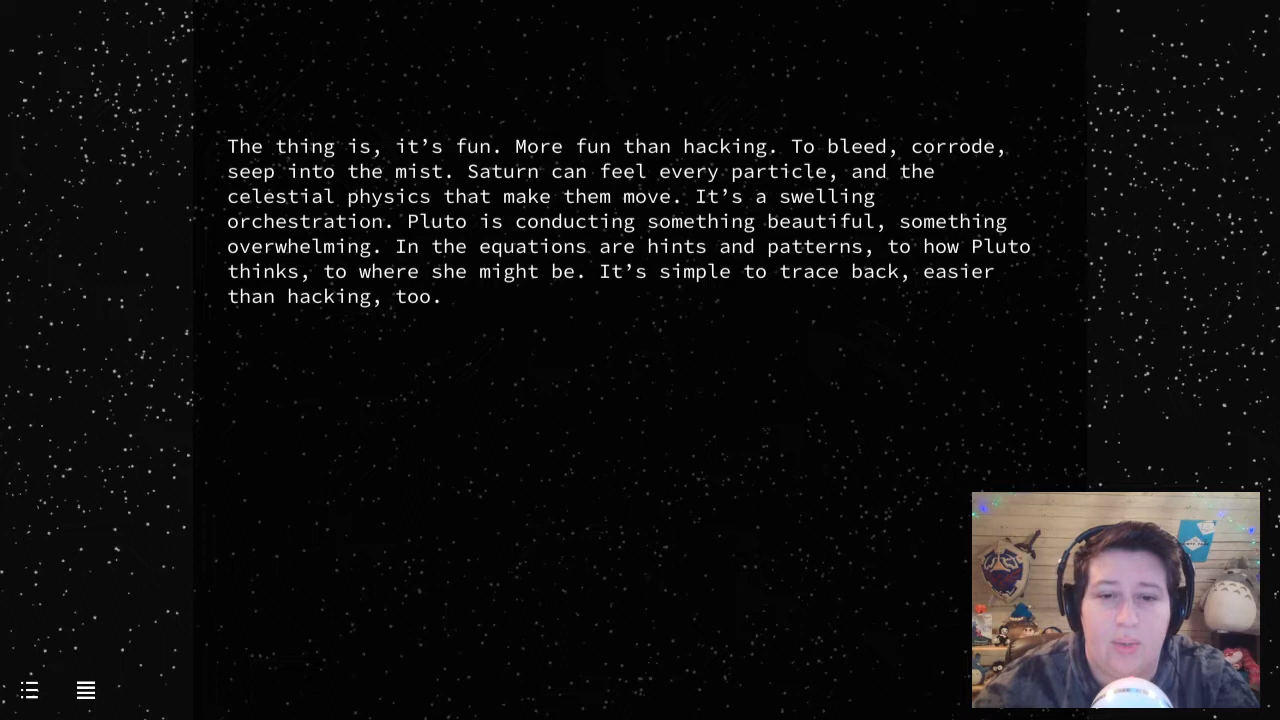 The thing is, it’s fun. More fun than hacking. To bleed, corrode,
seep into the mist. Saturn can feel every particle, and the
celestial physics that make them move. It’s a swelling
orchestration. Pluto is conducting something beautiful, something
overwhelming. In the equations are hints and patterns, to how Pluto
thinks, to where she might be. It’s simple to trace back, easier
than hacking, too.